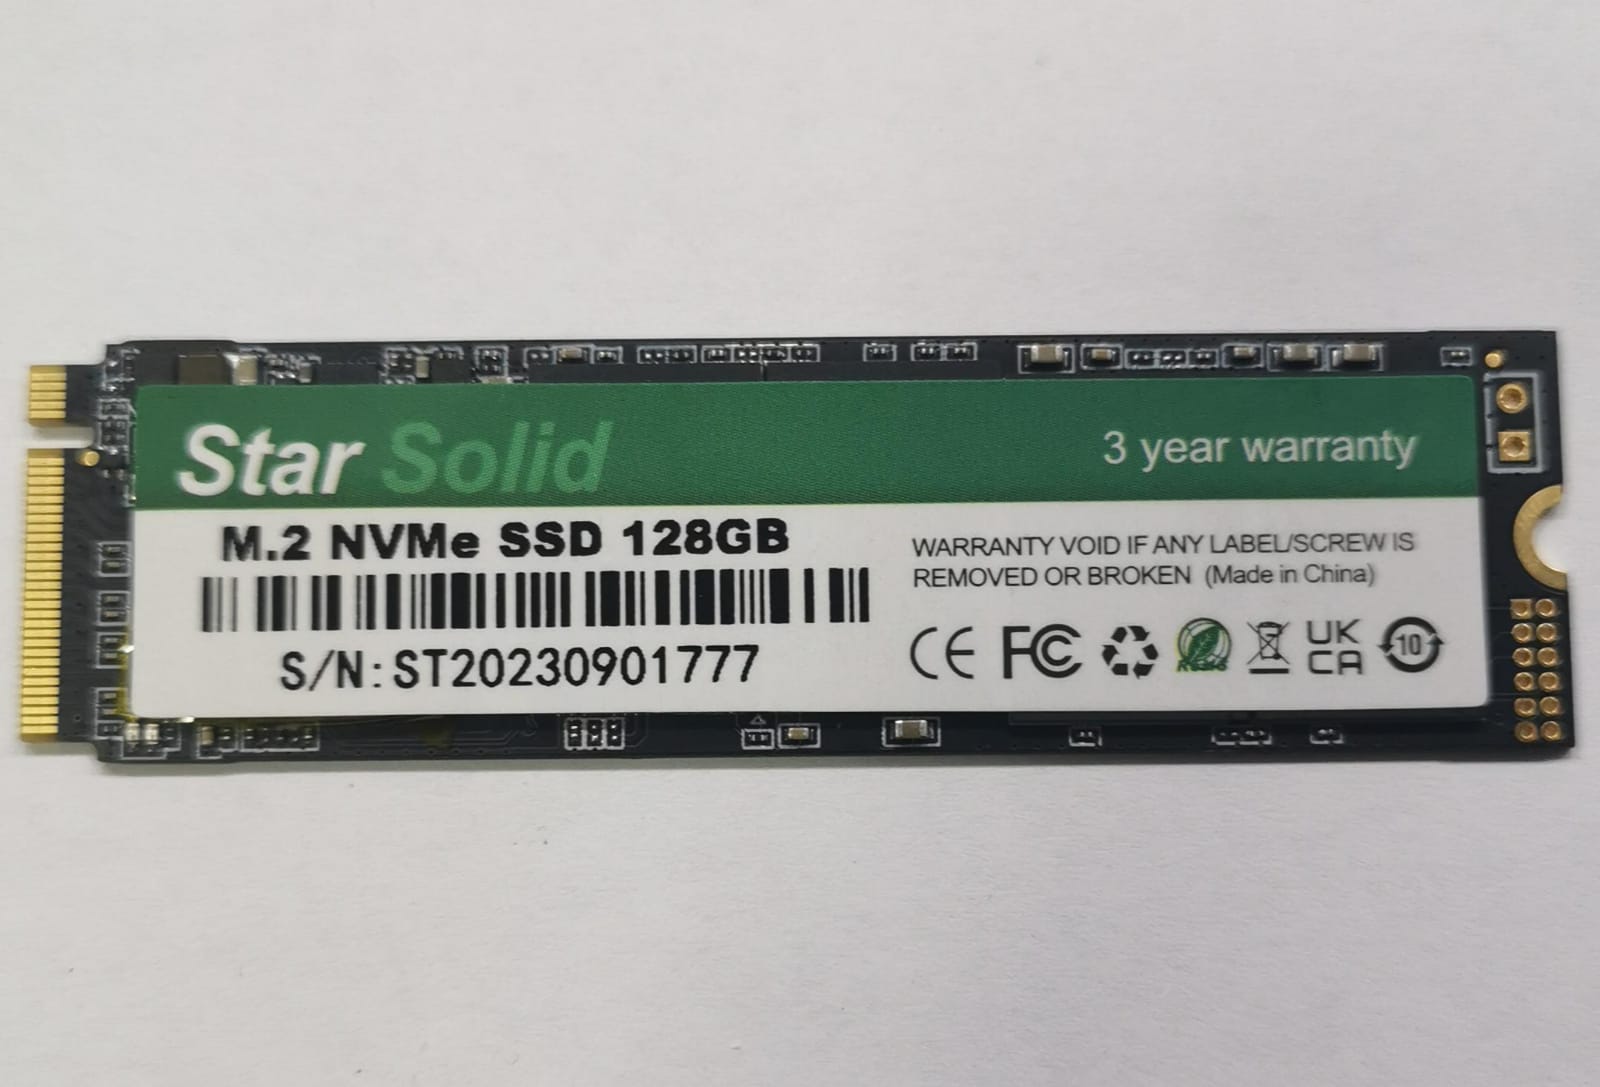 Star Solid
3 year warranty
M.2 NVMe SSD 128GB
S/N:ST20230901777
WARRANTY VOID IF ANY LABEL/SCREW IS
REMOVED OR BROKEN (Made in China)
CE FC RoHS UK CA 10